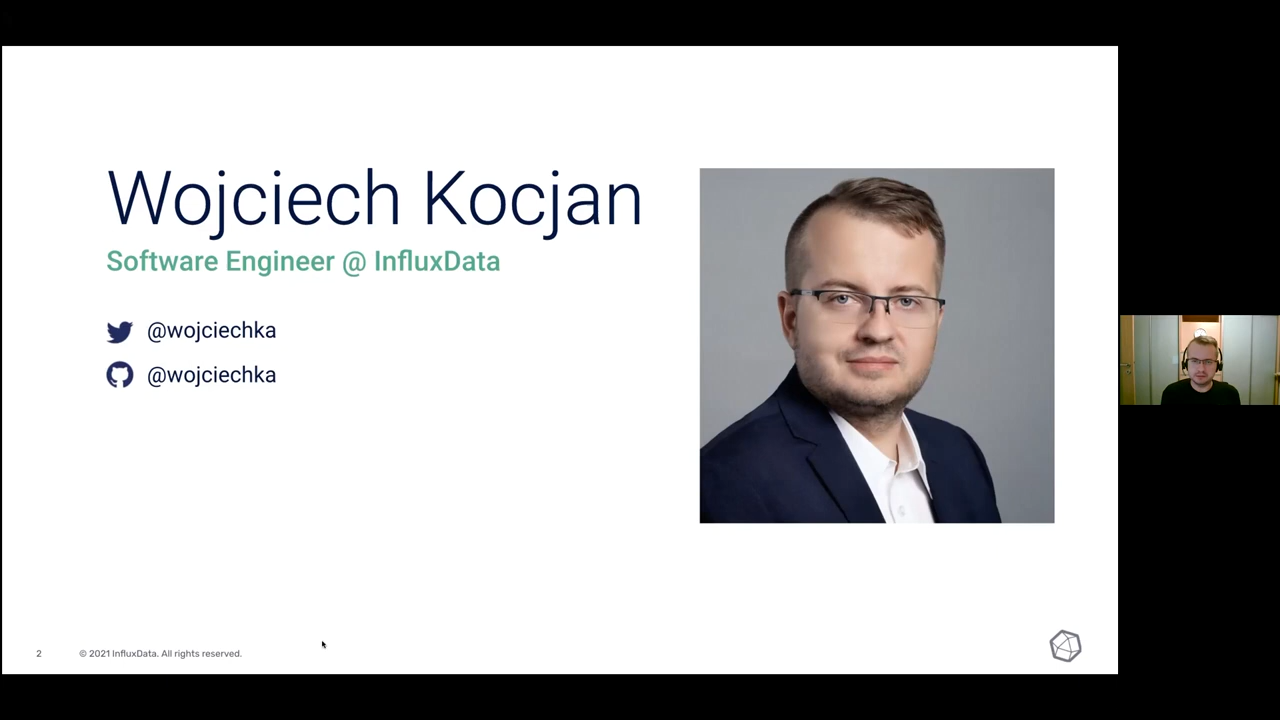 Wojciech Kocjan
Software Engineer @ InfluxData
@wojciechka
@wojciechka
2
© 2021 InfluxData. All rights reserved.